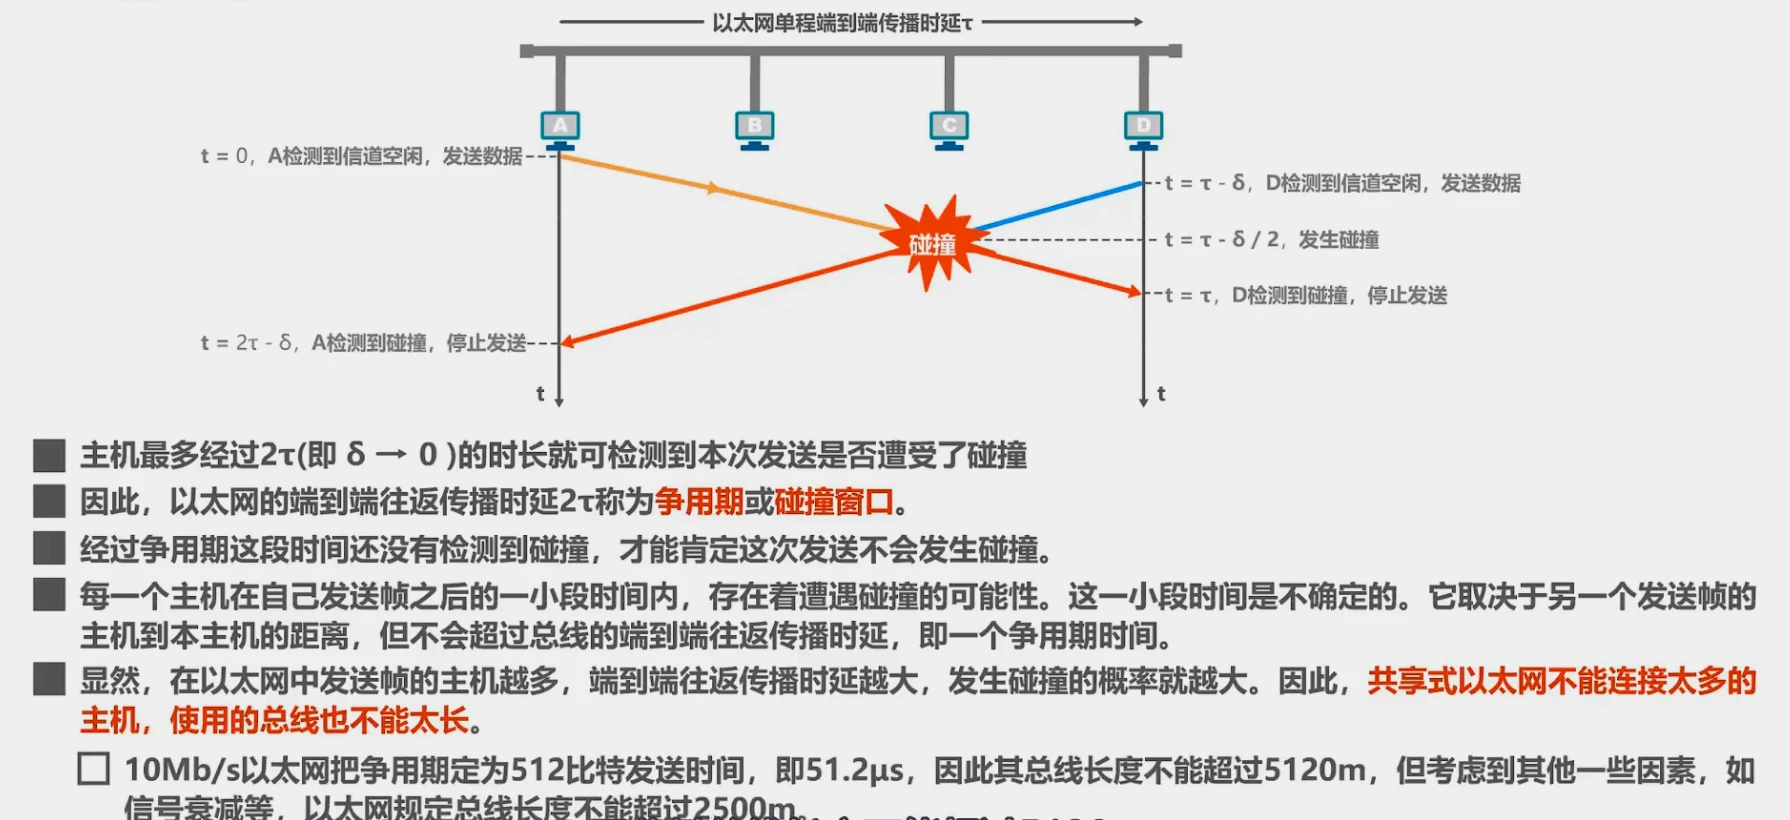 以太网单程端到端传播时延τ
A
B
C
D
t = 0，A检测到信道空闲，发送数据
t = τ - δ，D检测到信道空闲，发送数据
碰撞
t = τ - δ / 2，发生碰撞
t = τ，D检测到碰撞，停止发送
t = 2τ - δ，A检测到碰撞，停止发送
t
t
主机最多经过2τ(即 δ → 0 )的时长就可检测到本次发送是否遭受了碰撞
因此，以太网的端到端往返传播时延2τ称为争用期或碰撞窗口。
经过争用期这段时间还没有检测到碰撞，才能肯定这次发送不会发生碰撞。
每一个主机在自己发送帧之后的一小段时间内，存在着遭遇碰撞的可能性。这一小段时间是不确定的。它取决于另一个发送帧的
主机到本主机的距离，但不会超过总线的端到端往返传播时延，即一个争用期时间。
显然，在以太网中发送帧的主机越多，端到端往返传播时延越大，发生碰撞的概率就越大。因此，共享式以太网不能连接太多的
主机，使用的总线也不能太长。
10Mb/s以太网把争用期定为512比特发送时间，即51.2μs，因此其总线长度不能超过5120m，但考虑到其他一些因素，如
信号衰减等，以太网规定总线长度不能超过2500m。